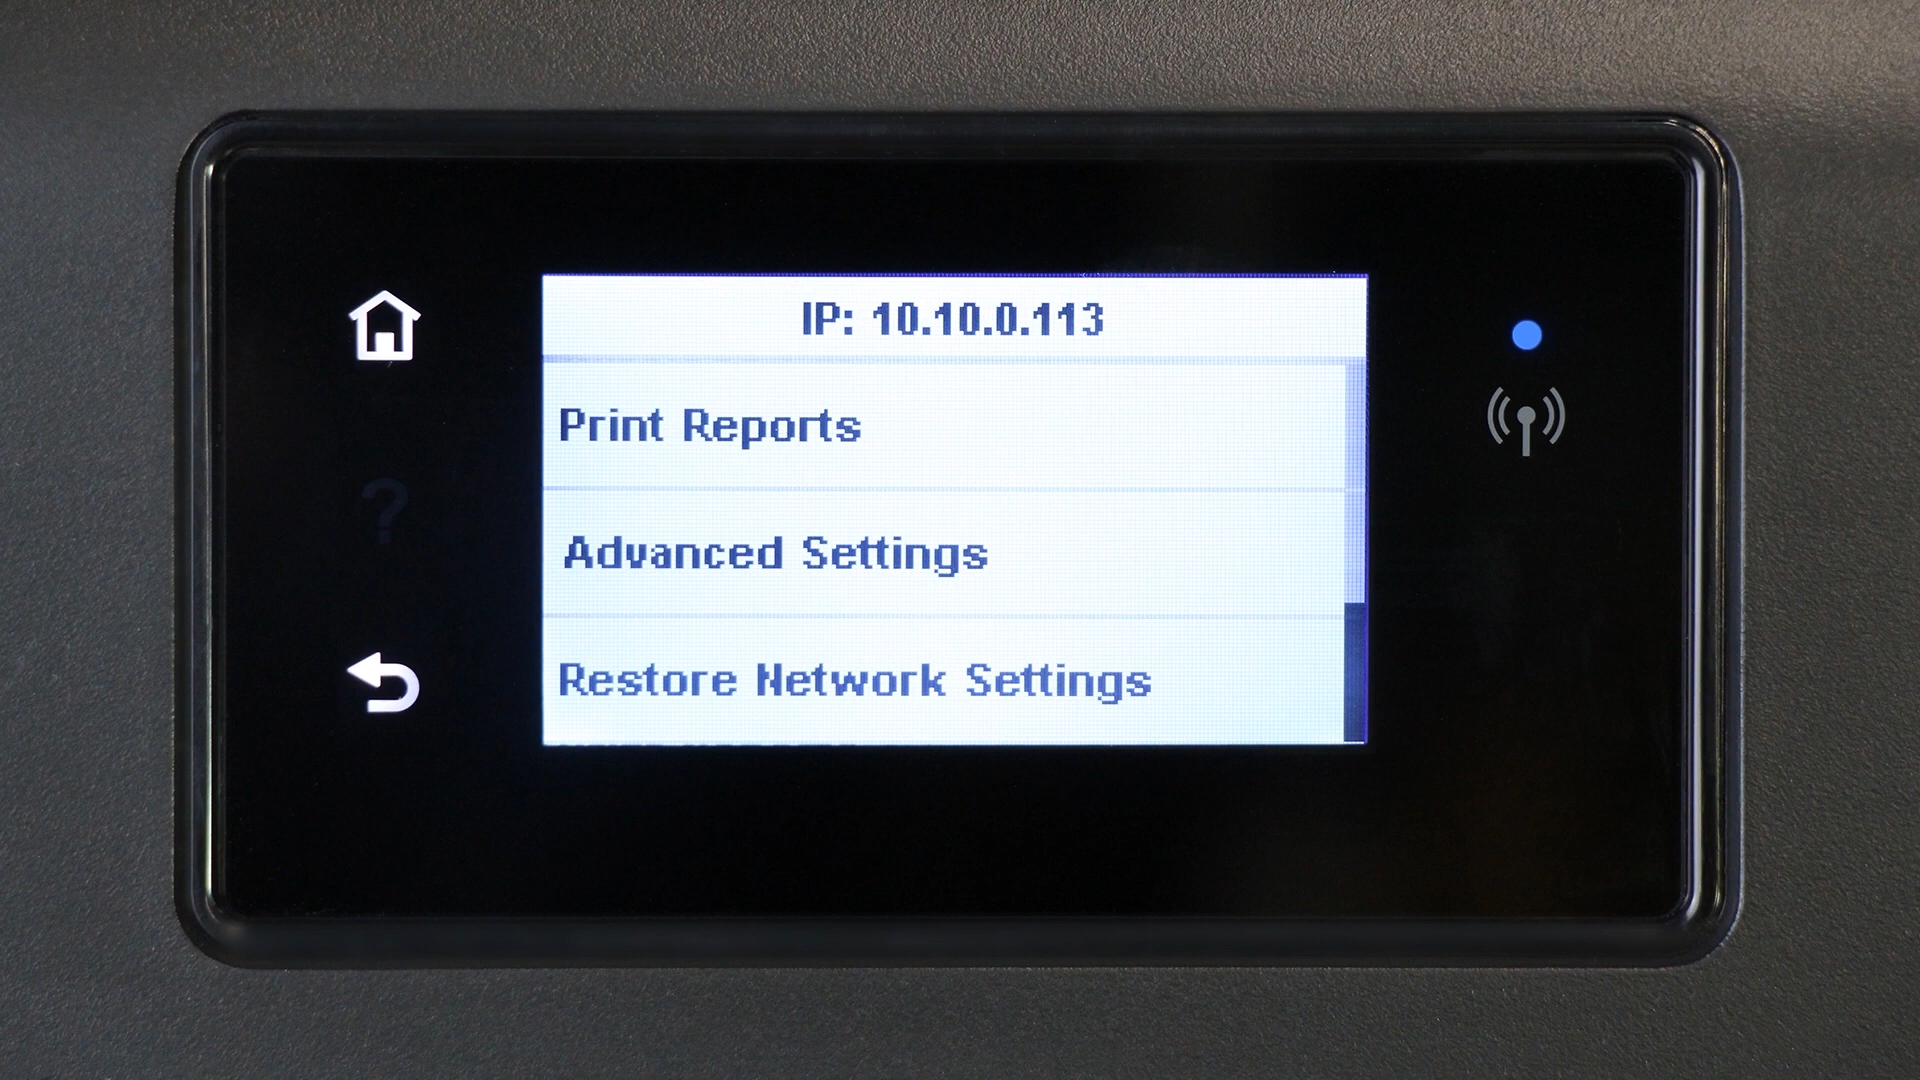 IP: 10.10.0.113
Print Reports
Advanced Settings
Restore Network Settings
?